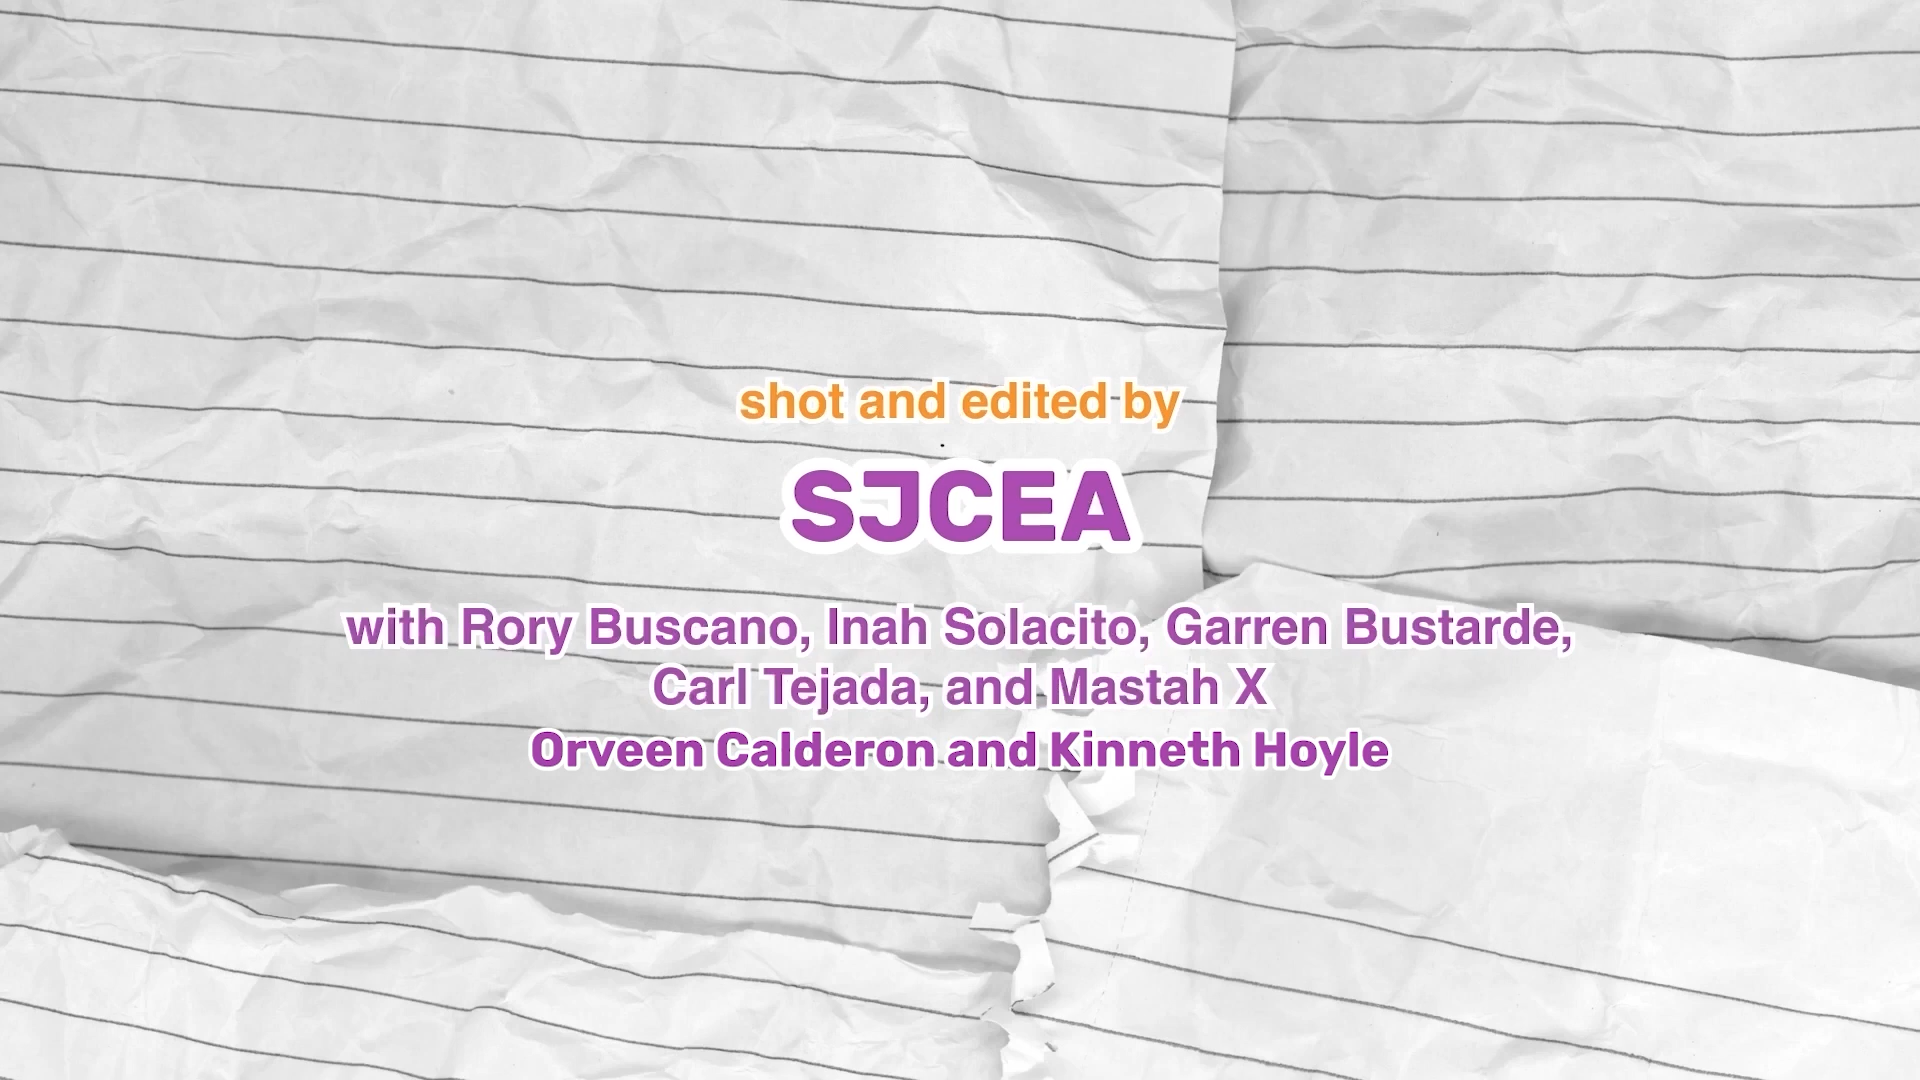 shot and edited by
SJCEA
with Rory Buscano, Inah Solacito, Garren Bustarde,
Carl Tejada, and Mastah X
Orveen Calderon and Kinneth Hoyle